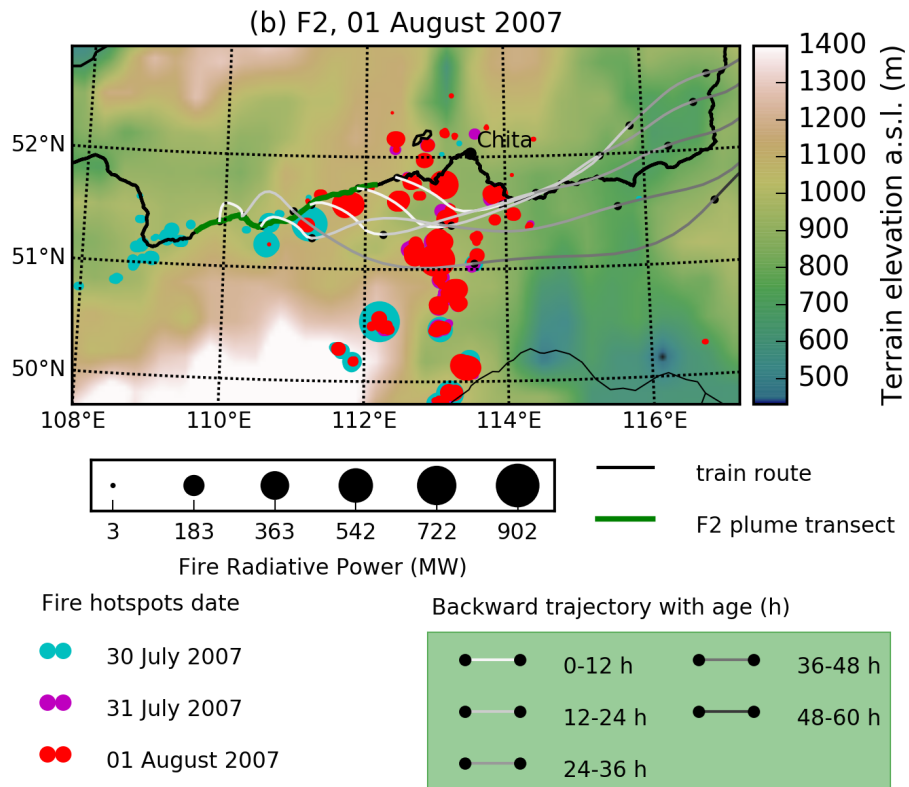 (b) F2, 01 August 2007
52°N
51°N
50°N
Chita
108°E 110°E 112°E 114°E 116°E
1400
1300
1200
1100
1000
900
800
700
600
500
Terrain elevation a.s.l. (m)
3 183 363 542 722 902
Fire Radiative Power (MW)
train route
F2 plume transect
Fire hotspots date
30 July 2007
31 July 2007
01 August 2007
Backward trajectory with age (h)
0-12 h
12-24 h
24-36 h
36-48 h
48-60 h